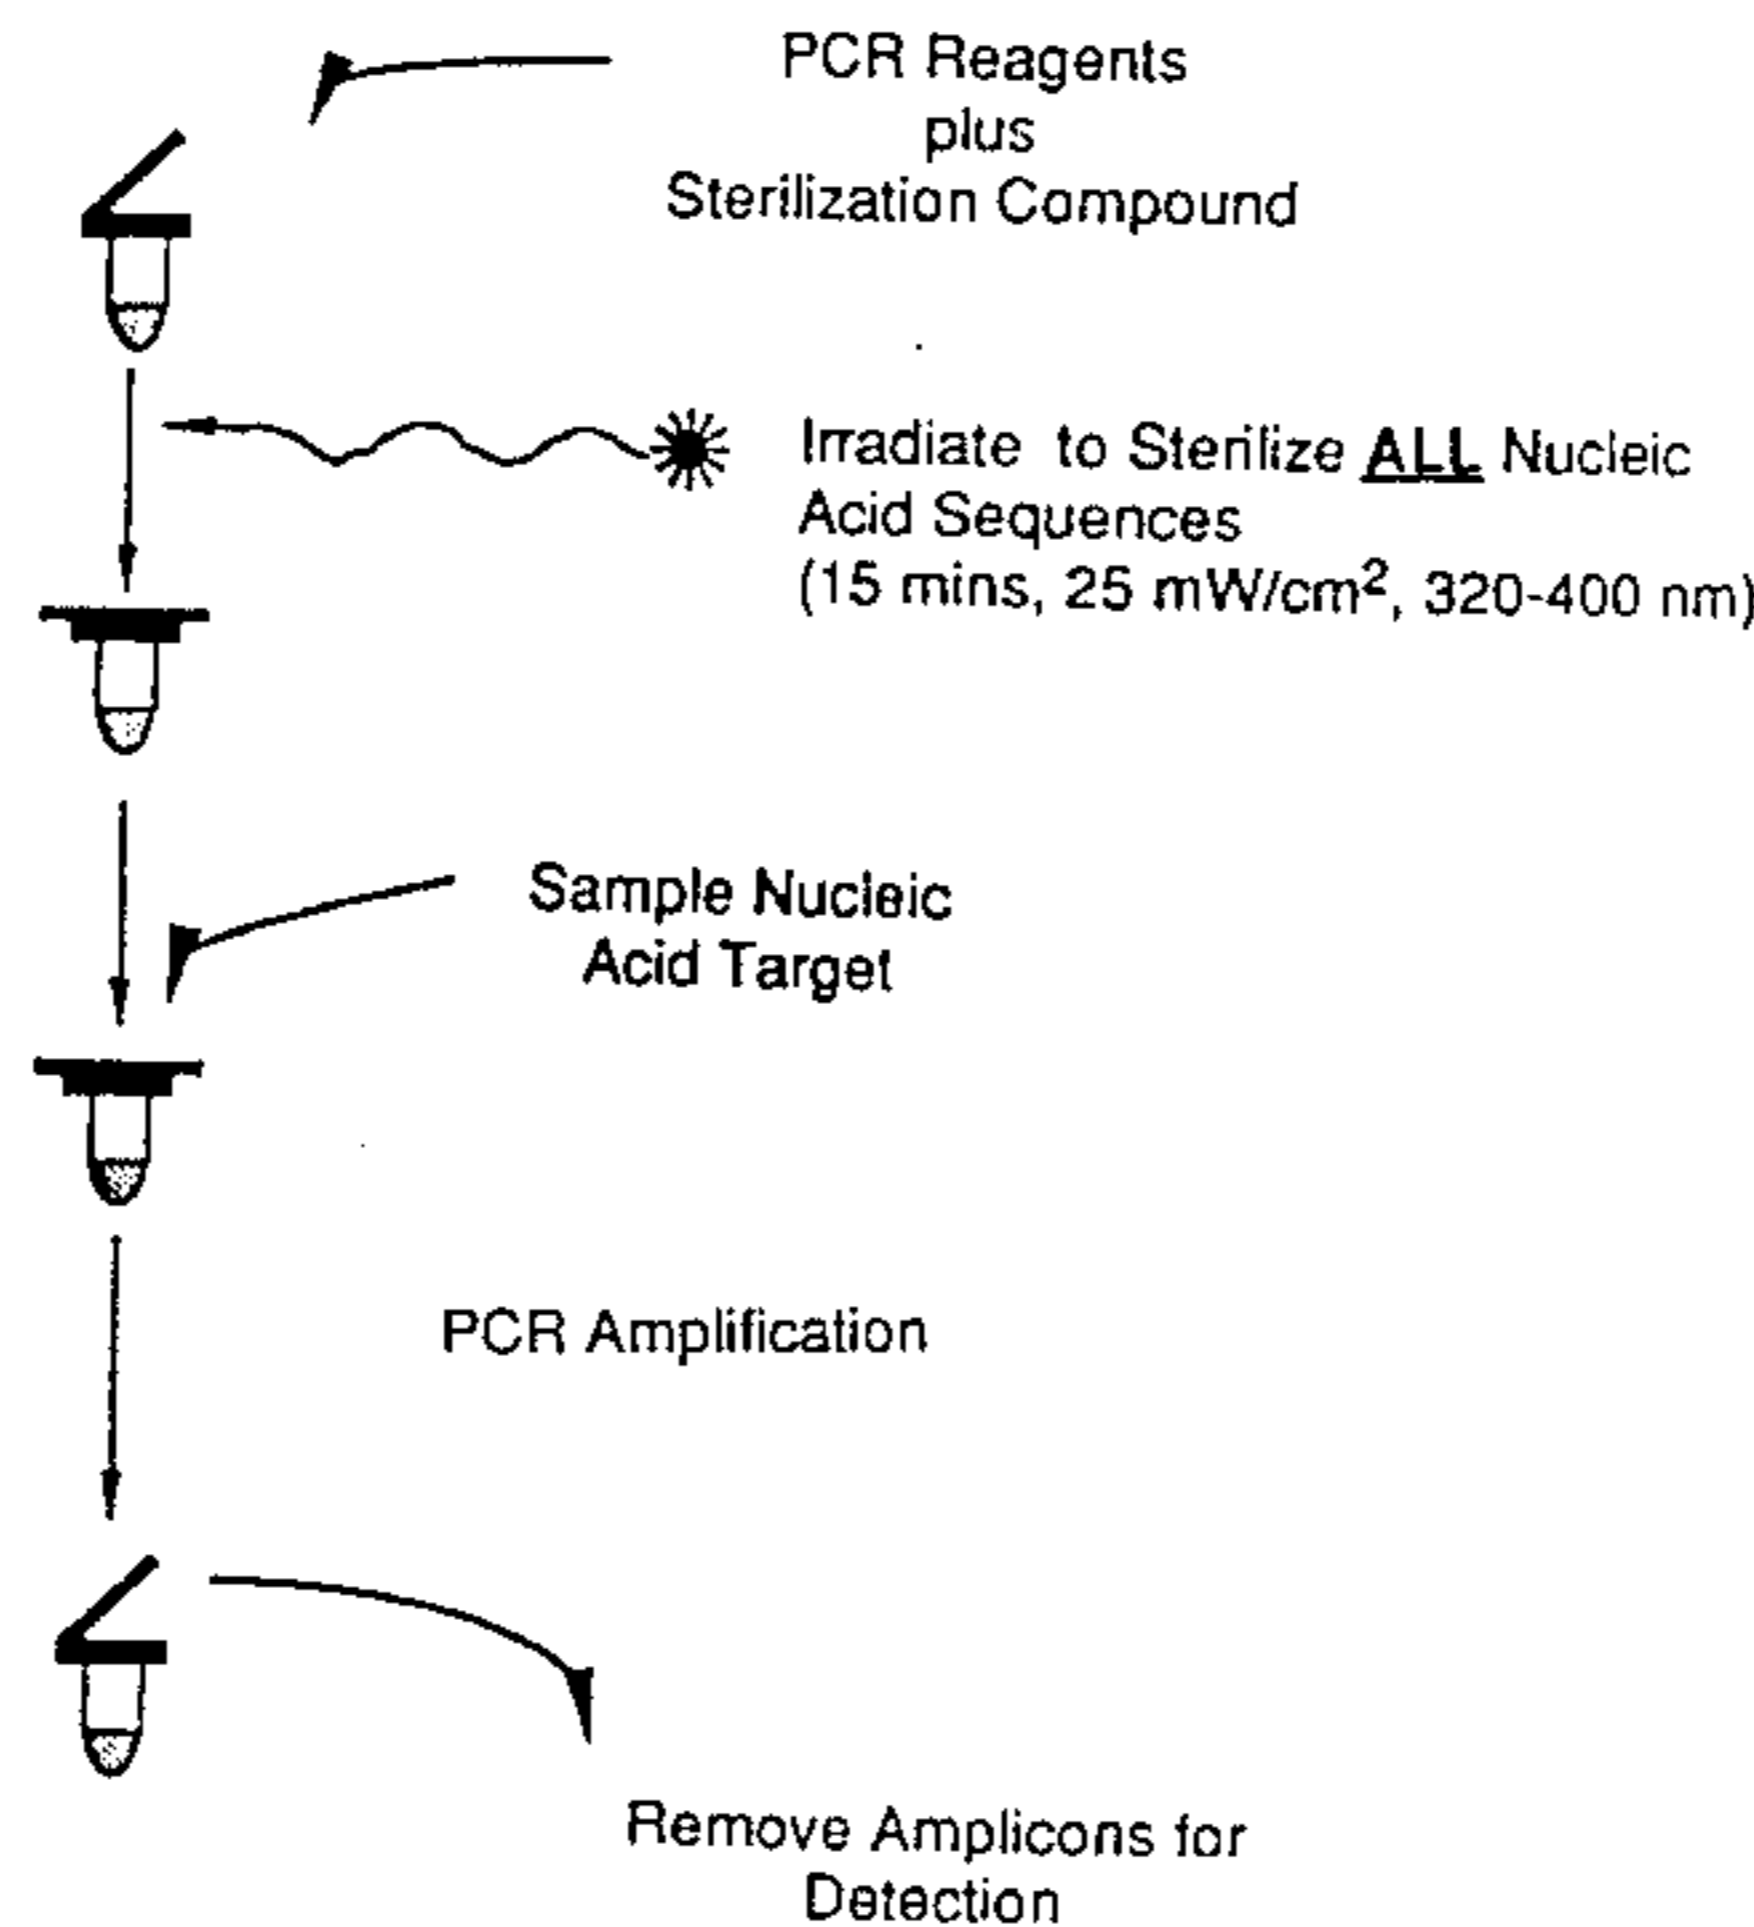 PCR Reagents
plus
Sterilization Compound
Irradiate to Sterilize ALL Nucleic
Acid Sequences
(15 mins, 25 mW/cm², 320-400 nm)
Sample Nucleic
Acid Target
PCR Amplification
Remove Amplicons for
Detection